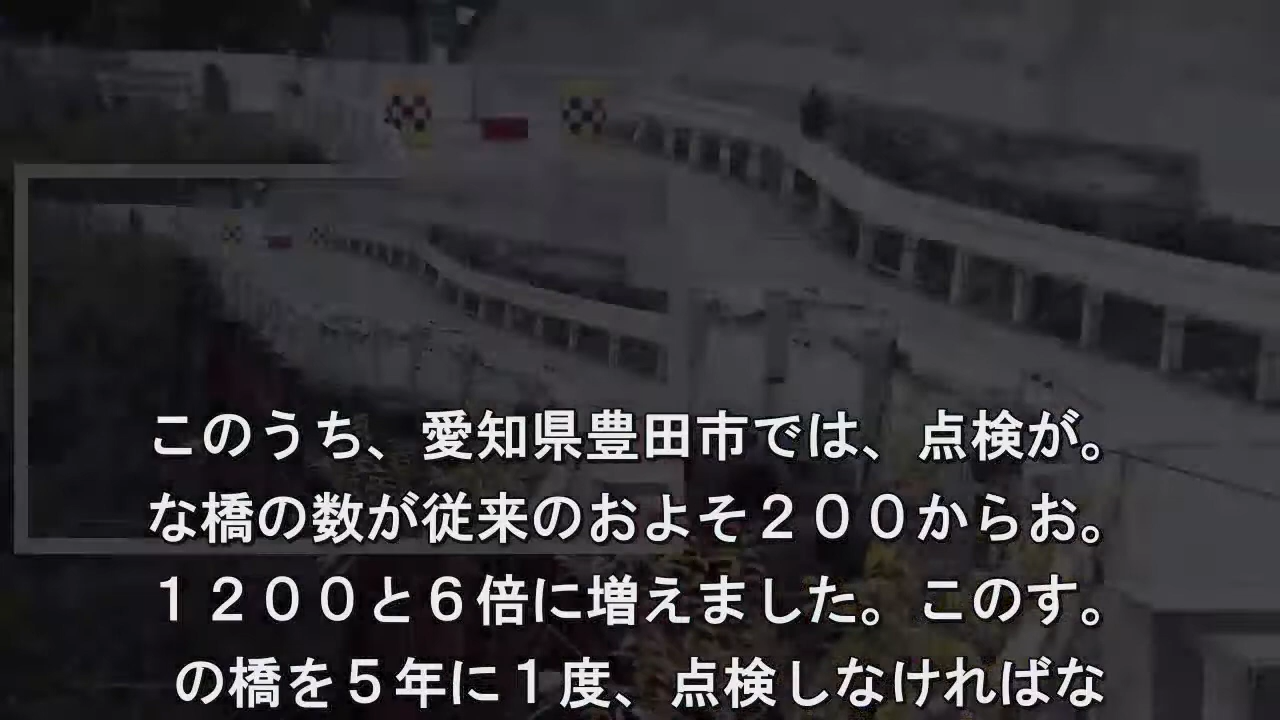 このうち、愛知県豊田市では、点検が。
な橋の数が従来のおよそ２００からお。
１２００と６倍に増えました。このす。
の橋を５年に１度、点検しなければな